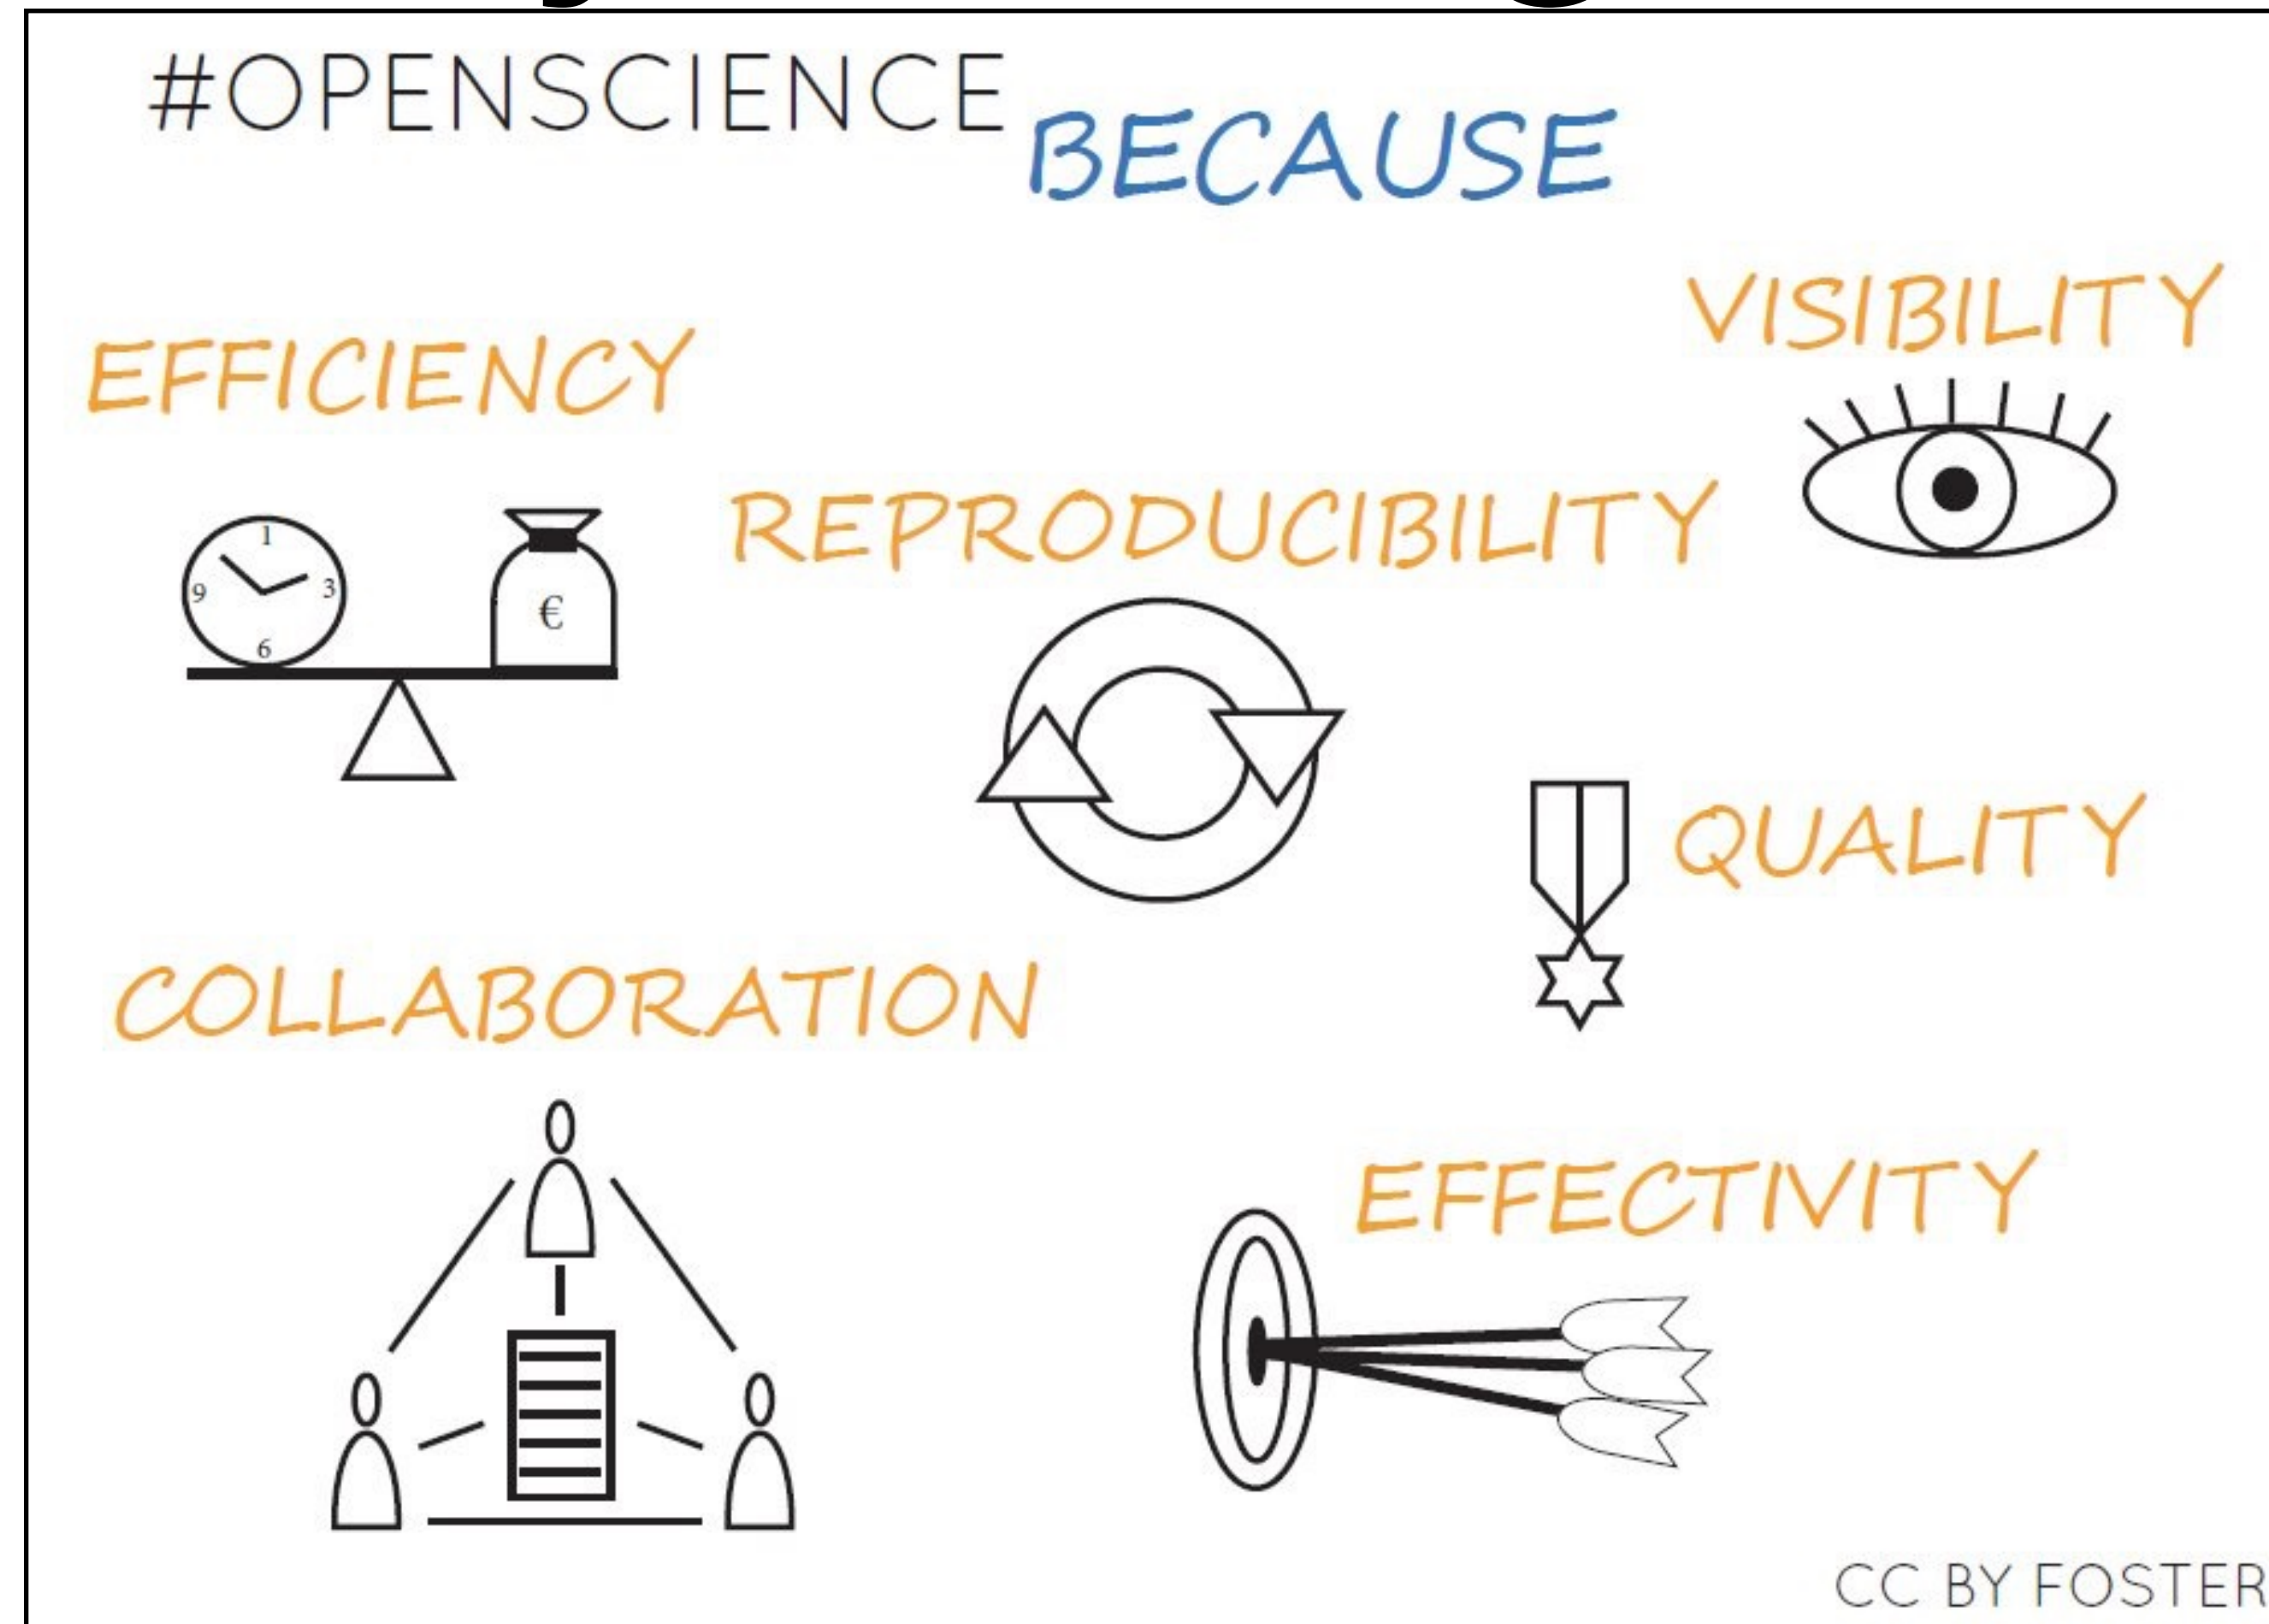 #OPENSCIENCE
BECAUSE
VISIBILITY
EFFICIENCY
REPRODUCIBILITY
1
9
3
6
€
QUALITY
COLLABORATION
EFFECTIVITY
CC BY FOSTER